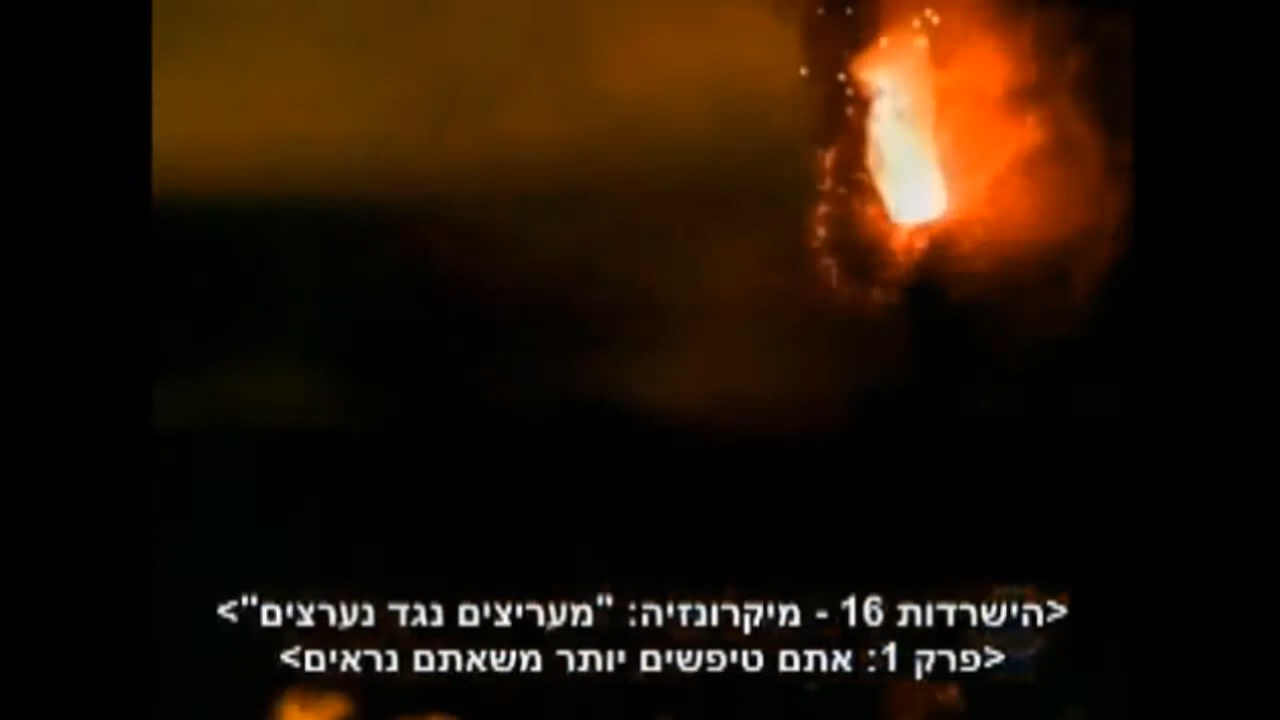 <הישרדות 16 - מיקרונזיה: "מעריצים נגד נערצים">
<פרק 1: אתם טיפשים יותר משאתם נראים>